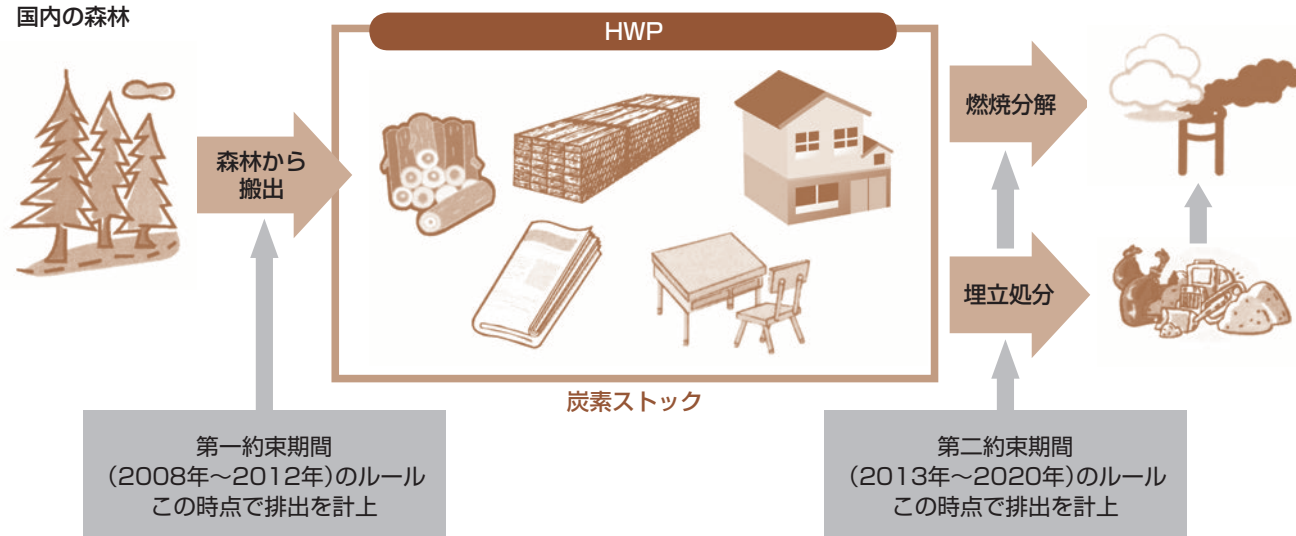 国内の森林
HWP
森林から
搬出
燃焼分解
埋立処分
炭素ストック
第一約束期間
(2008年～2012年)のルール
この時点で排出を計上
第二約束期間
(2013年～2020年)のルール
この時点で排出を計上